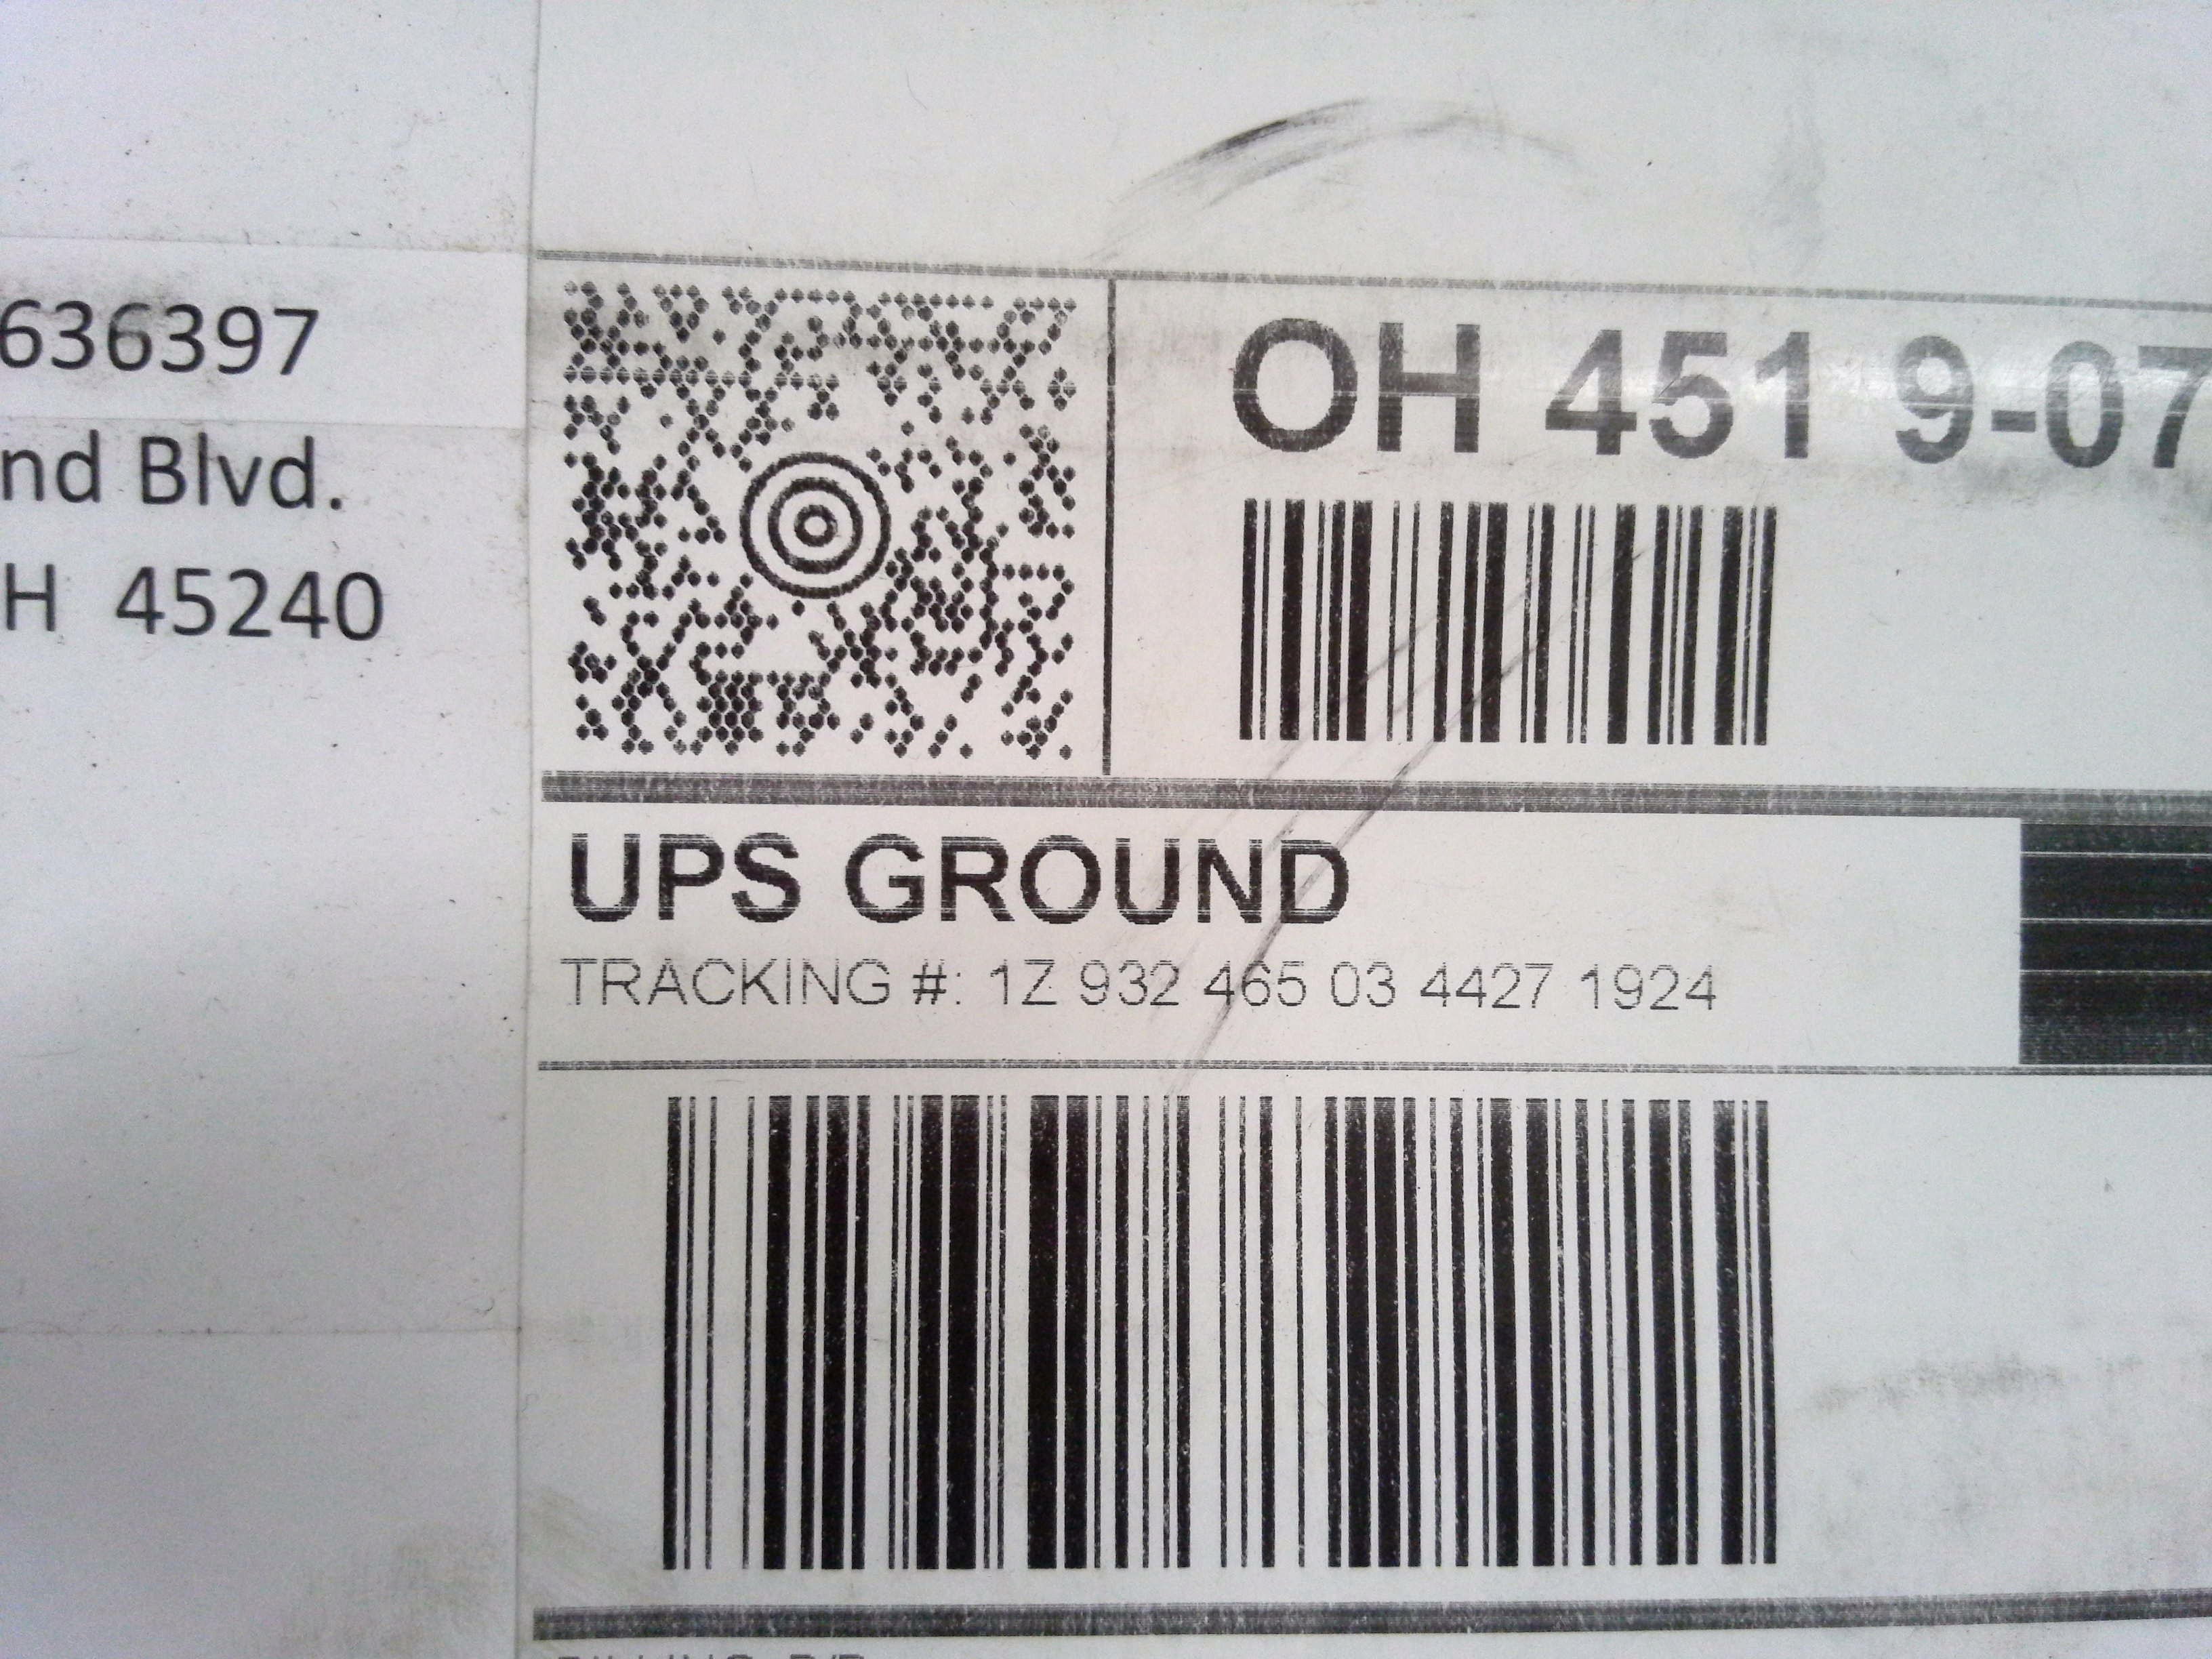 636397
nd Blvd.
H 45240
OH 451 9-07
UPS GROUND
TRACKING #: 1Z 932 465 03 4427 1924